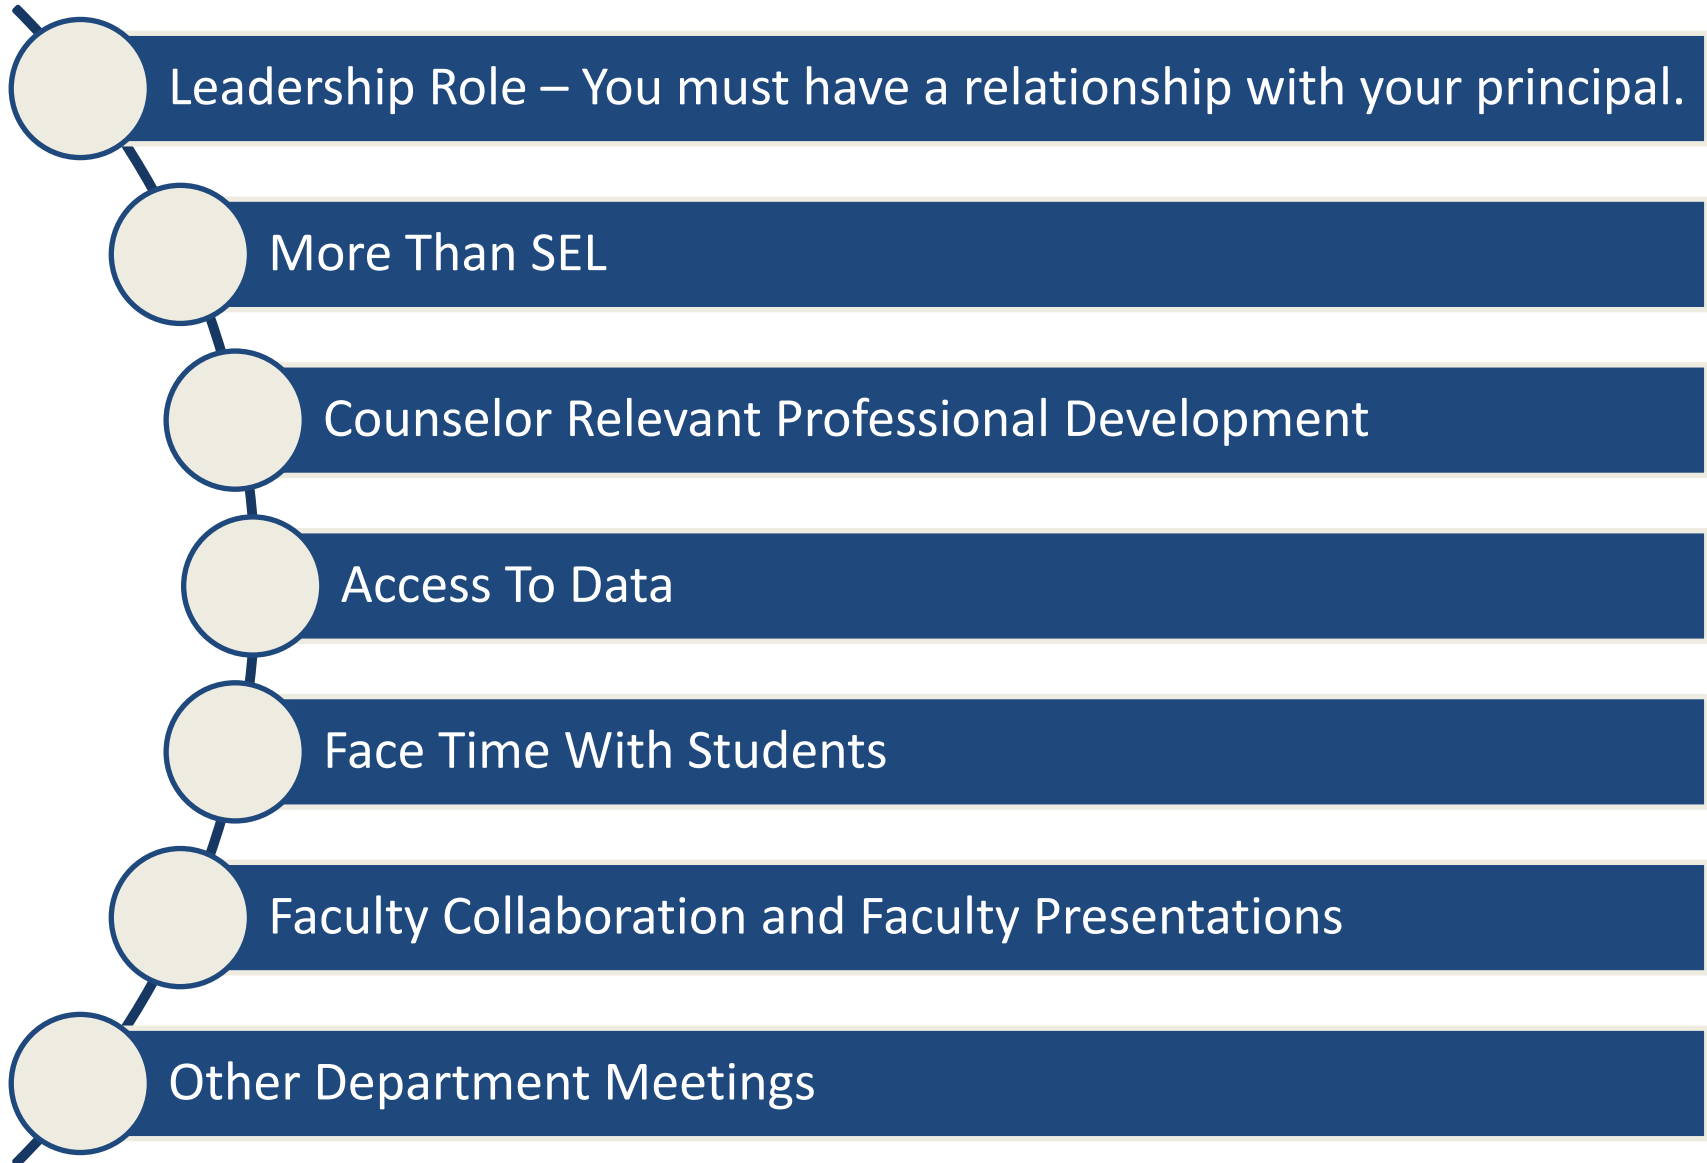 Leadership Role – You must have a relationship with your principal.
More Than SEL
Counselor Relevant Professional Development
Access To Data
Face Time With Students
Faculty Collaboration and Faculty Presentations
Other Department Meetings